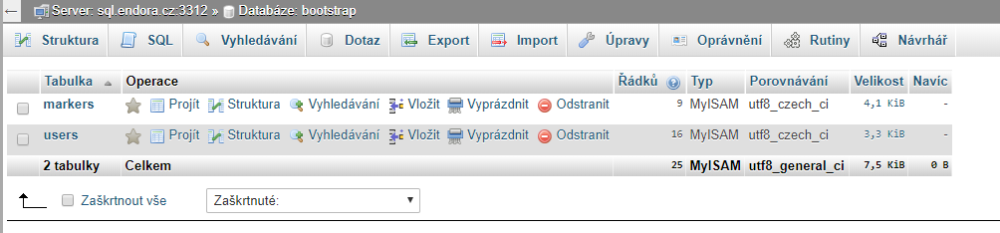 ← Server: sql.endora.cz:3312 » Databáze: bootstrap
Struktura SQL Vyhledávání Dotaz Export Import Úpravy Oprávnění Rutiny Návrhář
Tabulka Operace Řádků Typ Porovnávání Velikost Navíc
markers Projít Struktura Vyhledávání Vložit Vyprázdnit Odstranit 9 MyISAM utf8_czech_ci 4,1 KiB -
users Projít Struktura Vyhledávání Vložit Vyprázdnit Odstranit 16 MyISAM utf8_czech_ci 3,3 KiB -
2 tabulky Celkem 25 MyISAM utf8_general_ci 7,5 KiB 0 B
Zaškrtnout vše Zaškrtnuté: